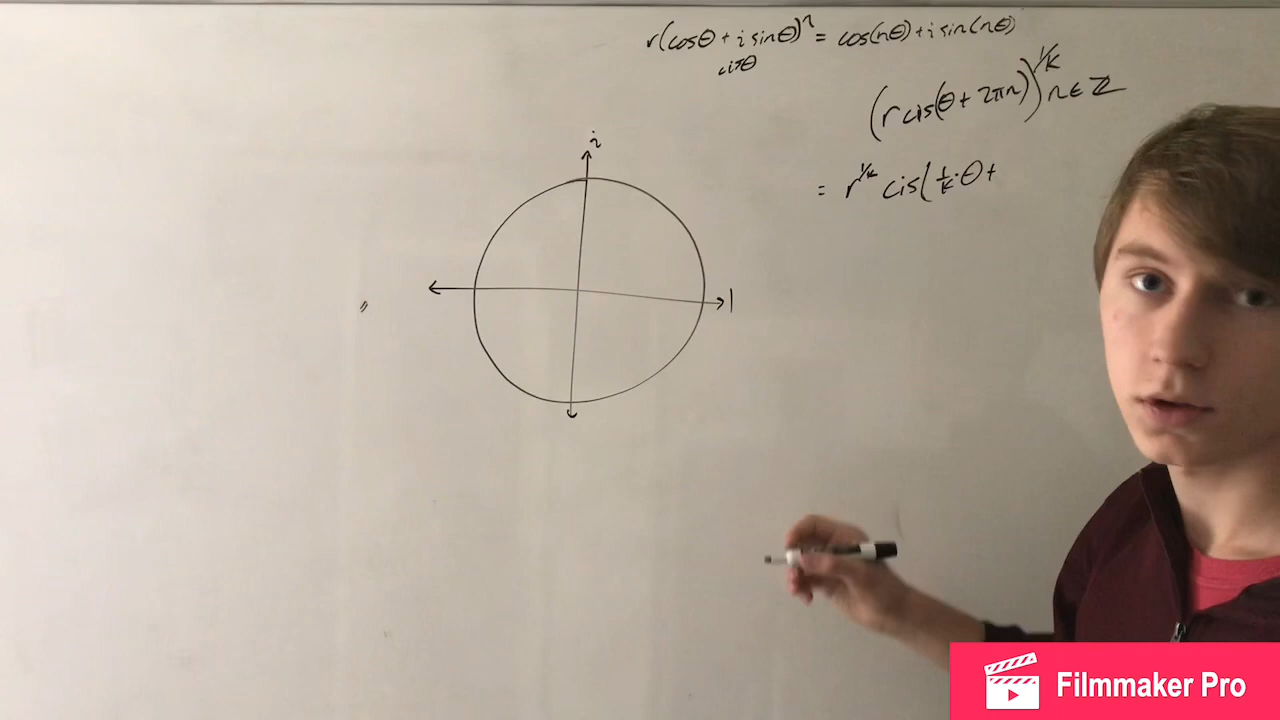 r(cosθ + i sinθ)ⁿ = cos(nθ) + i sin(nθ)
cisθ
(r cis(θ + 2πn))^1/k n ∈ ℤ
= r^1/k cis(1/k · θ +
i
1
Filmmaker Pro